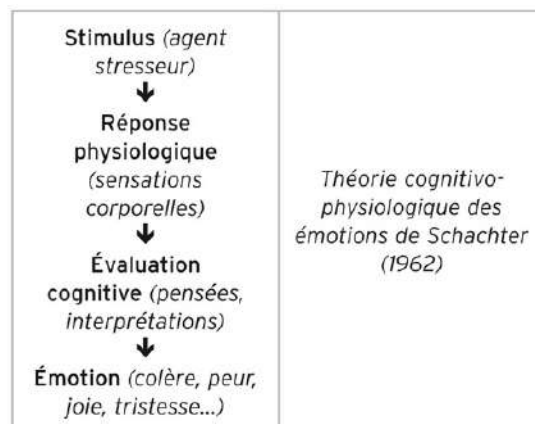 Stimulus (agent
stresseur)
↓
Réponse
physiologique
(sensations
corporelles)
↓
Évaluation
cognitive (pensées,
interprétations)
↓
Émotion (colère, peur,
joie, tristesse...)
Théorie cognitivo-
physiologique des
émotions de Schachter
(1962)